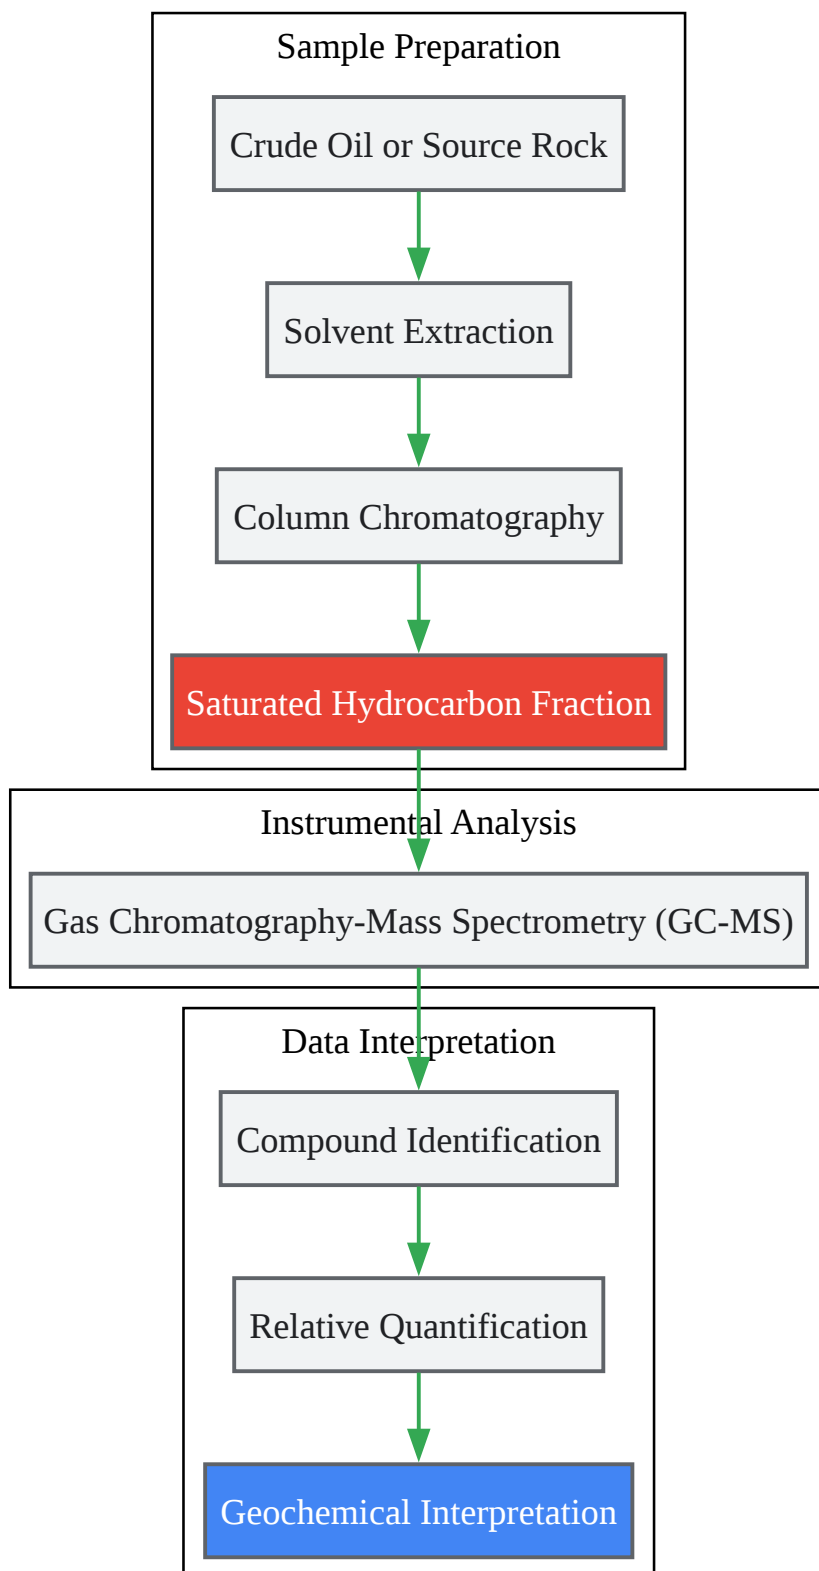 Sample Preparation
Crude Oil or Source Rock
Solvent Extraction
Column Chromatography
Saturated Hydrocarbon Fraction
Instrumental Analysis
Gas Chromatography-Mass Spectrometry (GC-MS)
Data Interpretation
Compound Identification
Relative Quantification
Geochemical Interpretation